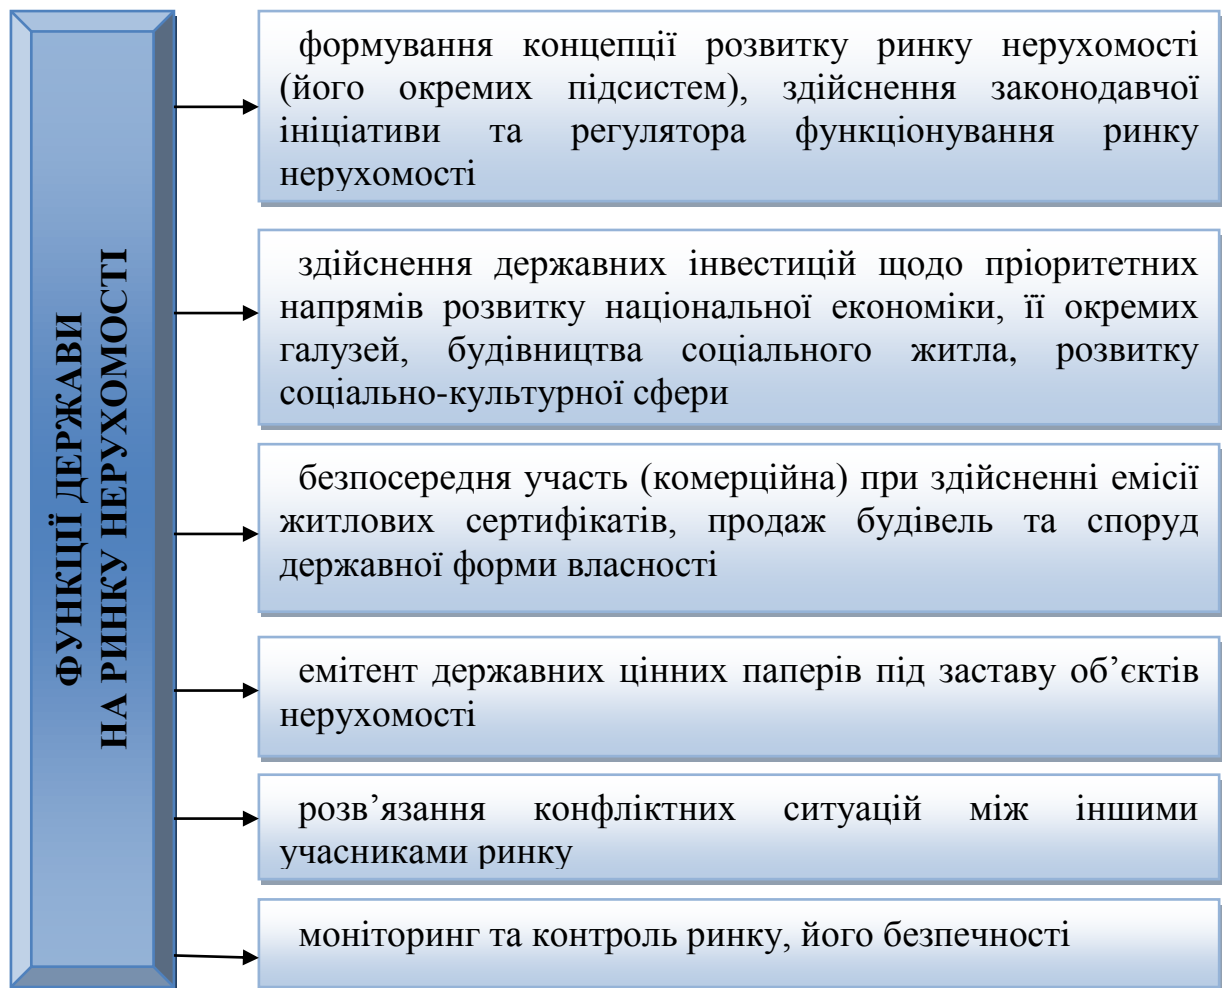 ФУНКЦІЇ ДЕРЖАВИ
НА РИНКУ НЕРУХОМОСТІ
формування концепції розвитку ринку нерухомості
(його окремих підсистем), здійснення законодавчої
ініціативи та регулятора функціонування ринку
нерухомості
здійснення державних інвестицій щодо пріоритетних
напрямів розвитку національної економіки, її окремих
галузей, будівництва соціального житла, розвитку
соціально-культурної сфери
безпосередня участь (комерційна) при здійсненні емісії
житлових сертифікатів, продаж будівель та споруд
державної форми власності
емітент державних цінних паперів під заставу об’єктів
нерухомості
розв’язання конфліктних ситуацій між іншими
учасниками ринку
моніторинг та контроль ринку, його безпечності